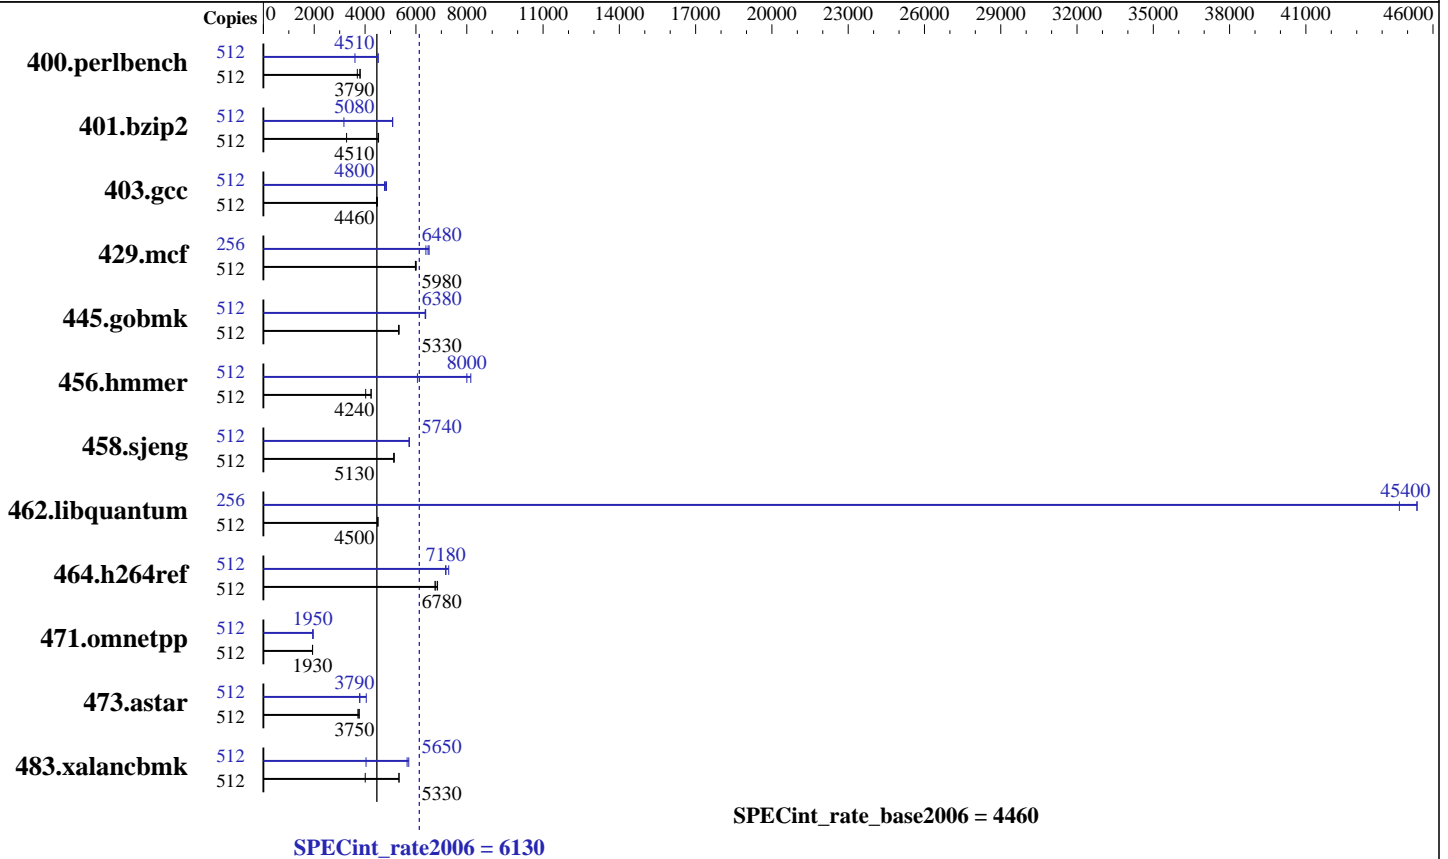 Copies 0 2000 4000 6000 8000 11000 14000 17000 20000 23000 26000 29000 32000 35000 38000 41000 46000
400.perlbench 512 4510
512 3790
401.bzip2 512 5080
512 4510
403.gcc 512 4800
512 4460
429.mcf 256 6480
512 5980
445.gobmk 512 6380
512 5330
456.hmmer 512 8000
512 4240
458.sjeng 512 5740
512 5130
462.libquantum 256 45400
512 4500
464.h264ref 512 7180
512 6780
471.omnetpp 512 1950
512 1930
473.astar 512 3790
512 3750
483.xalancbmk 512 5650
512 5330
SPECint_rate_base2006 = 4460
SPECint_rate2006 = 6130